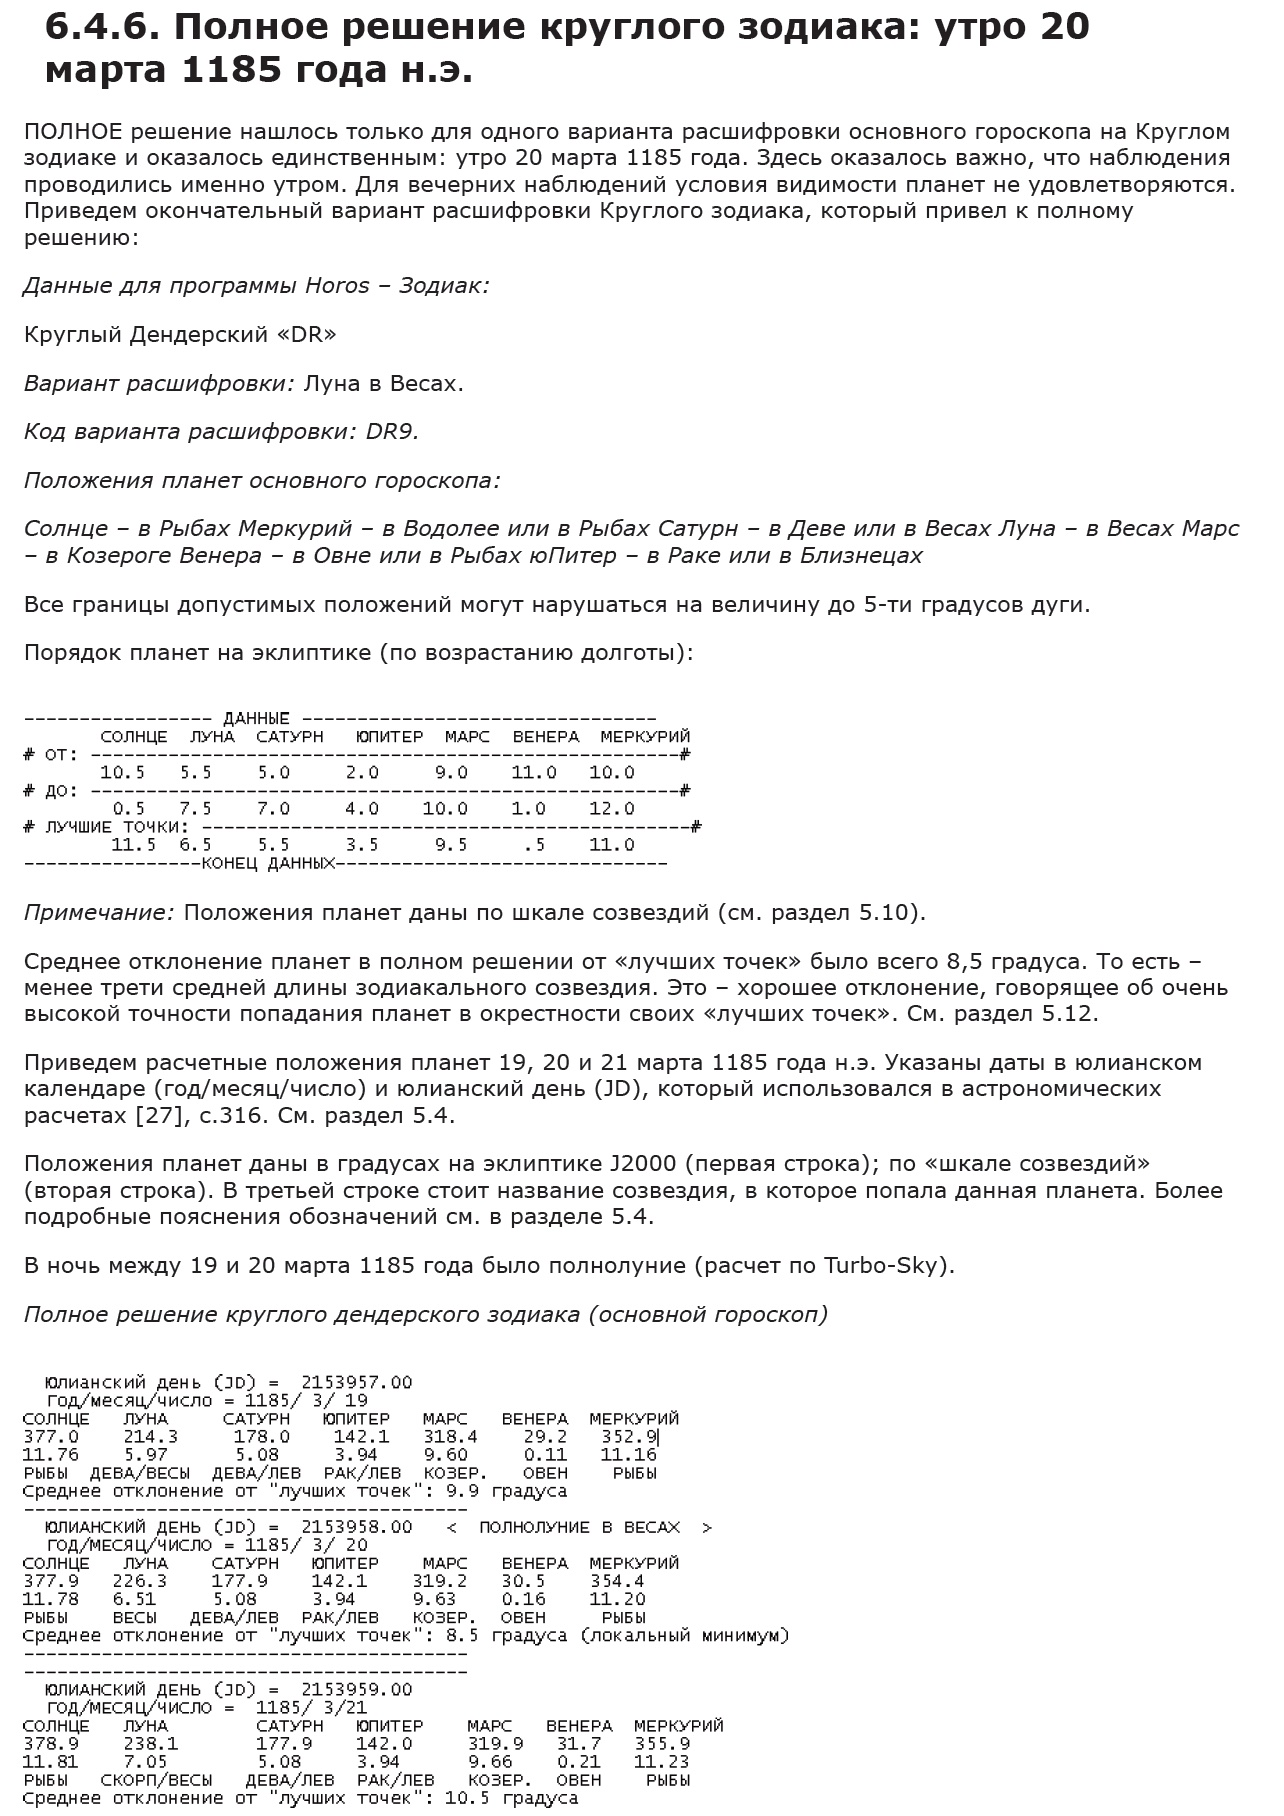 6.4.6. Полное решение круглого зодиака: утро 20
марта 1185 года н.э.
ПОЛНОЕ решение нашлось только для одного варианта расшифровки основного гороскопа на Круглом
зодиаке и оказалось единственным: утро 20 марта 1185 года. Здесь оказалось важно, что наблюдения
проводились именно утром. Для вечерних наблюдений условия видимости планет не удовлетворяются.
Приведем окончательный вариант расшифровки Круглого зодиака, который привел к полному
решению:
Данные для программы Horos – Зодиак:
Круглый Дендерский «DR»
Вариант расшифровки: Луна в Весах.
Код варианта расшифровки: DR9.
Положения планет основного гороскопа:
Солнце – в Рыбах Меркурий – в Водолее или в Рыбах Сатурн – в Деве или в Весах Луна – в Весах Марс
– в Козероге Венера – в Овне или в Рыбах юПитер – в Раке или в Близнецах
Все границы допустимых положений могут нарушаться на величину до 5-ти градусов дуги.
Порядок планет на эклиптике (по возрастанию долготы):
----------------- ДАННЫЕ --------------------------------
СОЛНЦЕ ЛУНА САТУРН ЮПИТЕР МАРС ВЕНЕРА МЕРКУРИЙ
# ОТ: -----------------------------------------------------#
10.5 5.5 5.0 2.0 9.0 11.0 10.0
# ДО: -----------------------------------------------------#
0.5 7.5 7.0 4.0 10.0 1.0 12.0
# ЛУЧШИЕ ТОЧКИ: --------------------------------------------#
11.5 6.5 5.5 3.5 9.5 .5 11.0
----------------КОНЕЦ ДАННЫХ------------------------------
Примечание: Положения планет даны по шкале созвездий (см. раздел 5.10).
Среднее отклонение планет в полном решении от «лучших точек» было всего 8,5 градуса. То есть –
менее трети средней длины зодиакального созвездия. Это – хорошее отклонение, говорящее об очень
высокой точности попадания планет в окрестности своих «лучших точек». См. раздел 5.12.
Приведем расчетные положения планет 19, 20 и 21 марта 1185 года н.э. Указаны даты в юлианском
календаре (год/месяц/число) и юлианский день (JD), который использовался в астрономических
расчетах [27], с.316. См. раздел 5.4.
Положения планет даны в градусах на эклиптике J2000 (первая строка); по «шкале созвездий»
(вторая строка). В третьей строке стоит название созвездия, в которое попала данная планета. Более
подробные пояснения обозначений см. в разделе 5.4.
В ночь между 19 и 20 марта 1185 года было полнолуние (расчет по Turbo-Sky).
Полное решение круглого дендерского зодиака (основной гороскоп)
Юлианский день (JD) = 2153957.00
Год/месяц/число = 1185/ 3/ 19
СОЛНЦЕ ЛУНА САТУРН ЮПИТЕР МАРС ВЕНЕРА МЕРКУРИЙ
377.0 214.3 178.0 142.1 318.4 29.2 352.9|
11.76 5.97 5.08 3.94 9.60 0.11 11.16
РЫБЫ ДЕВА/ВЕСЫ ДЕВА/ЛЕВ РАК/ЛЕВ КОЗЕР. ОВЕН РЫБЫ
Среднее отклонение от "лучших точек": 9.9 градуса
----------------------------------------
ЮЛИАНСКИЙ ДЕНЬ (JD) = 2153958.00 < ПОЛНОЛУНИЕ В ВЕСАХ >
ГОД/МЕСЯЦ/ЧИСЛО = 1185/ 3/ 20
СОЛНЦЕ ЛУНА САТУРН ЮПИТЕР МАРС ВЕНЕРА МЕРКУРИЙ
377.9 226.3 177.9 142.1 319.2 30.5 354.4
11.78 6.51 5.08 3.94 9.63 0.16 11.20
РЫБЫ ВЕСЫ ДЕВА/ЛЕВ РАК/ЛЕВ КОЗЕР. ОВЕН РЫБЫ
Среднее отклонение от "лучших точек": 8.5 градуса (локальный минимум)
----------------------------------------
----------------------------------------
ЮЛИАНСКИЙ ДЕНЬ (JD) = 2153959.00
ГОД/МЕСЯЦ/ЧИСЛО = 1185/ 3/21
СОЛНЦЕ ЛУНА САТУРН ЮПИТЕР МАРС ВЕНЕРА МЕРКУРИЙ
378.9 238.1 177.9 142.0 319.9 31.7 355.9
11.81 7.05 5.08 3.94 9.66 0.21 11.23
РЫБЫ СКОРП/ВЕСЫ ДЕВА/ЛЕВ РАК/ЛЕВ КОЗЕР. ОВЕН РЫБЫ
Среднее отклонение от "лучших точек": 10.5 градуса